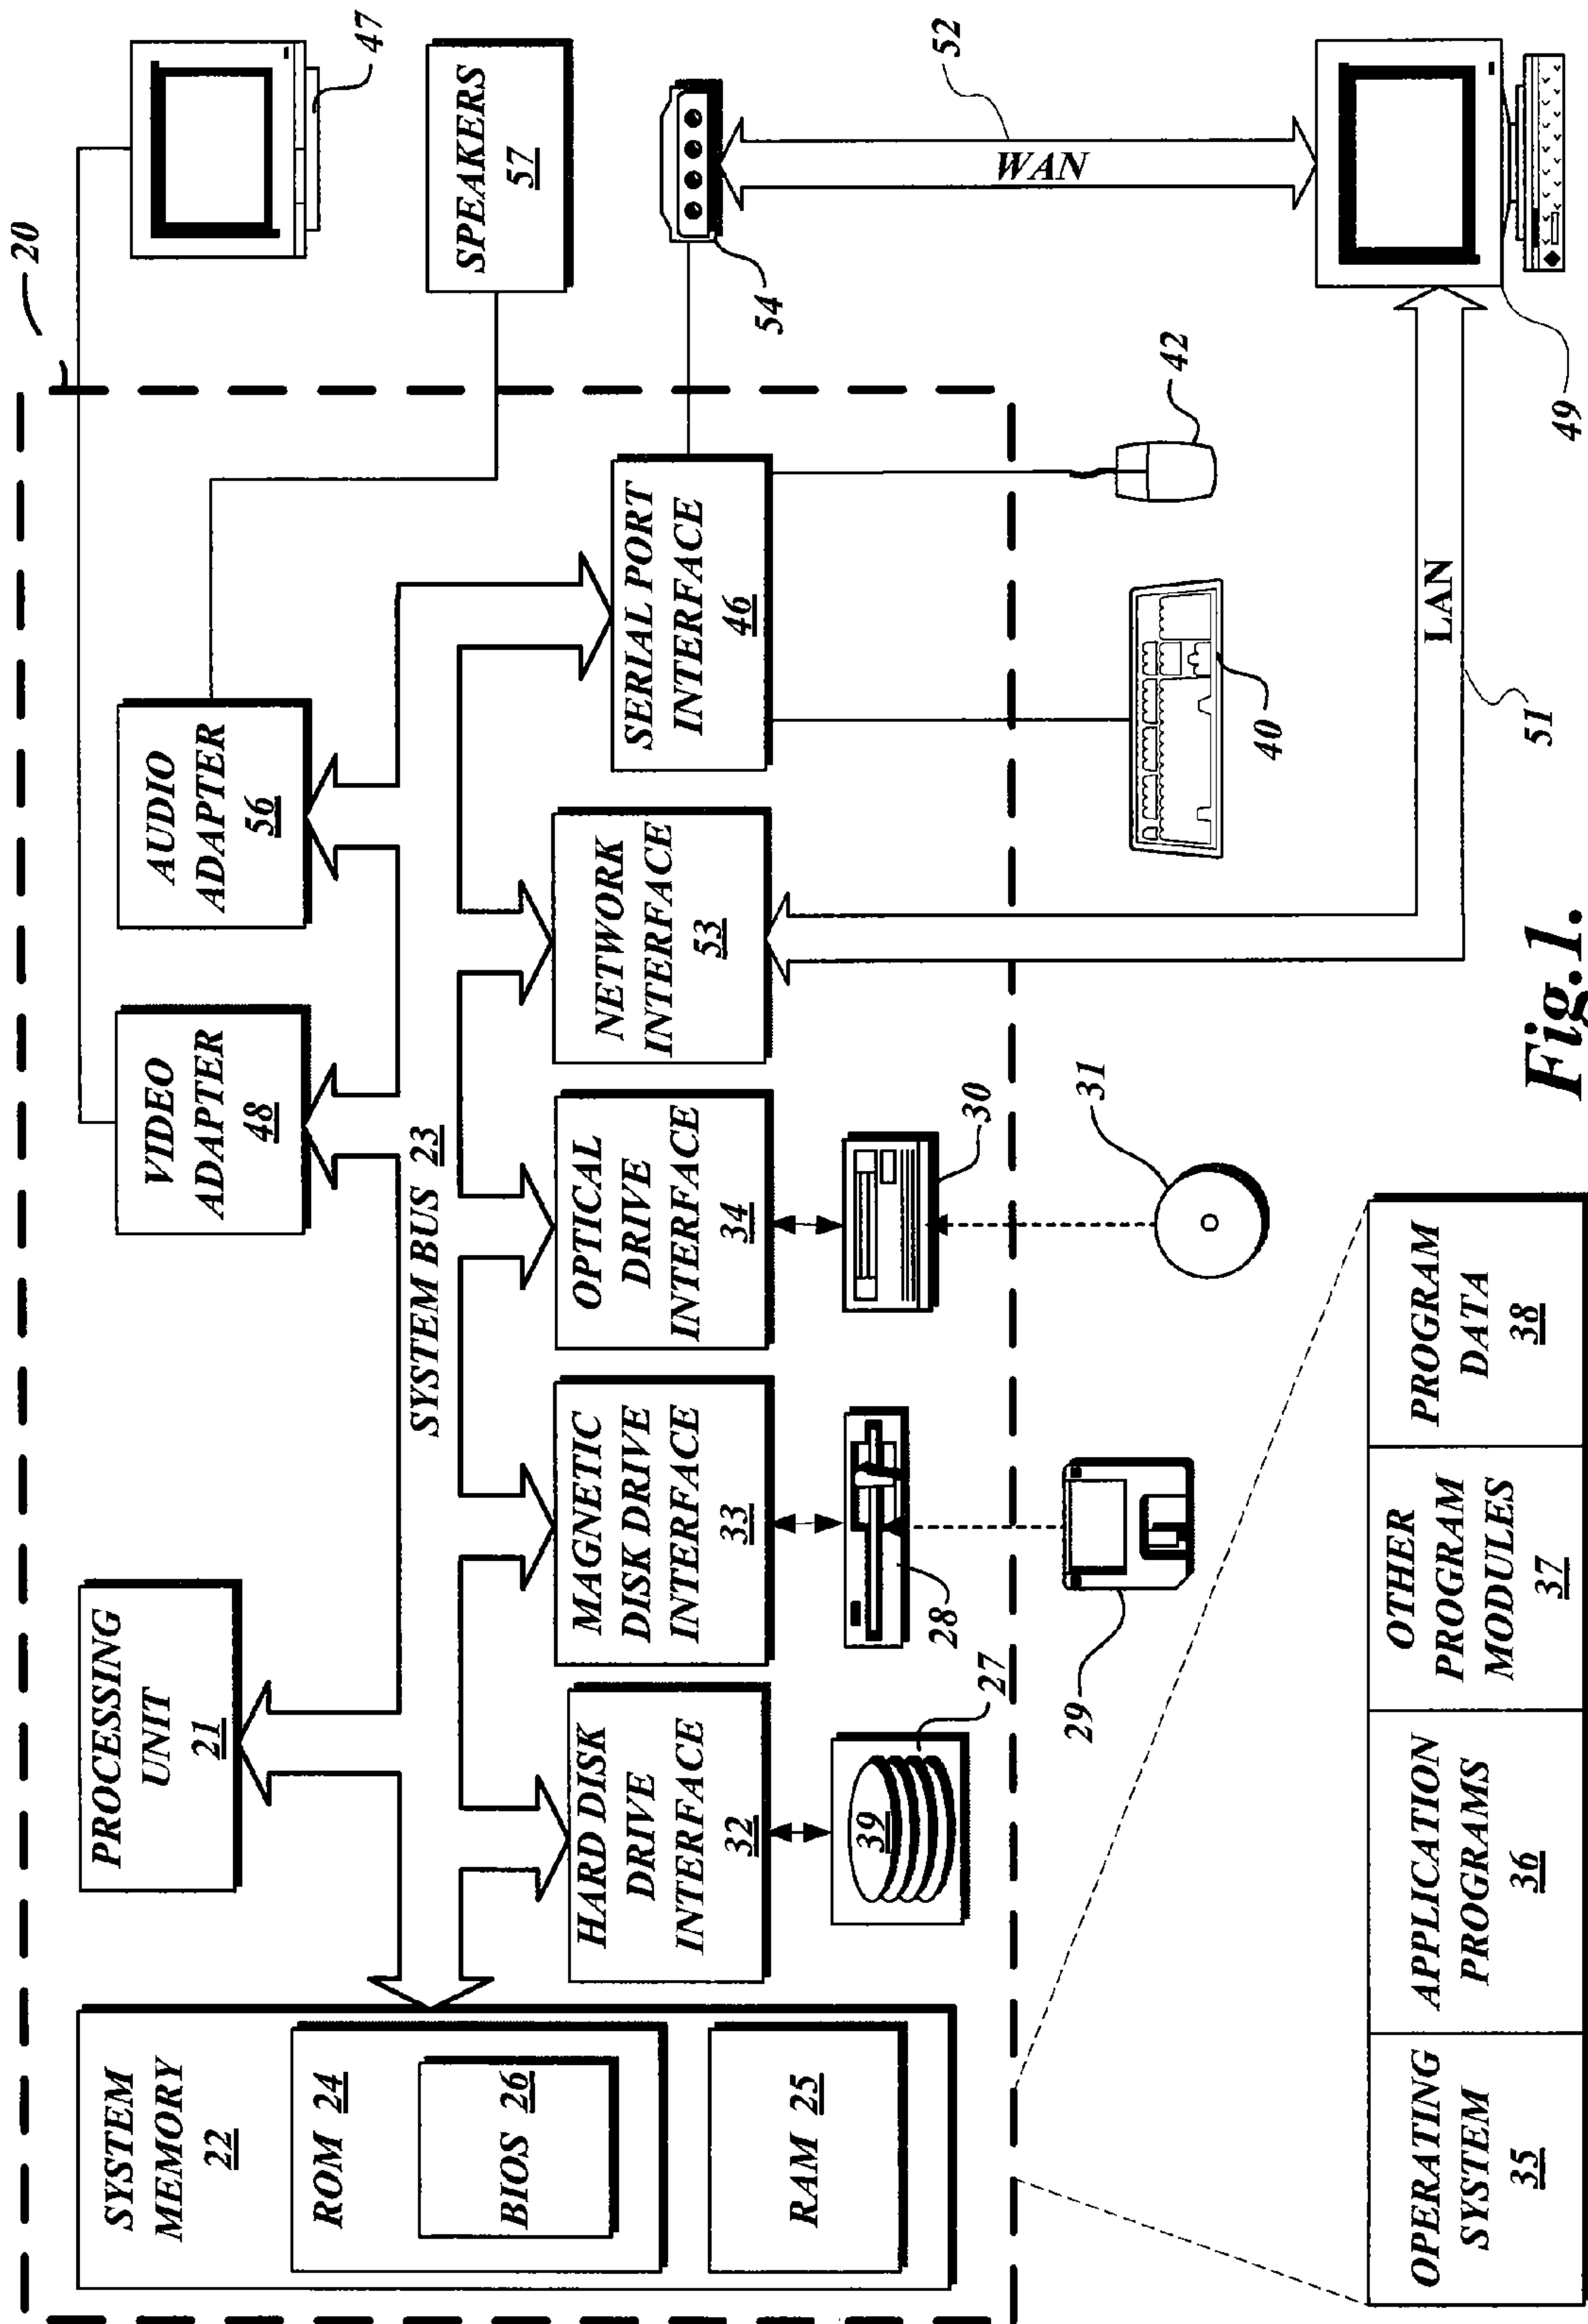 20
SYSTEM
MEMORY
22
ROM 24
BIOS 26
RAM 25
PROCESSING
UNIT
21
VIDEO
ADAPTER
48
AUDIO
ADAPTER
56
47
SPEAKERS
57
SYSTEM BUS 23
HARD DISK
DRIVE
INTERFACE
32
MAGNETIC
DISK DRIVE
INTERFACE
33
OPTICAL
DRIVE
INTERFACE
34
NETWORK
INTERFACE
53
SERIAL PORT
INTERFACE
46
54
39
27
28
30
29
31
40
42
WAN
52
LAN
51
49
OPERATING
SYSTEM
35
APPLICATION
PROGRAMS
36
OTHER
PROGRAM
MODULES
37
PROGRAM
DATA
38
Fig.1.